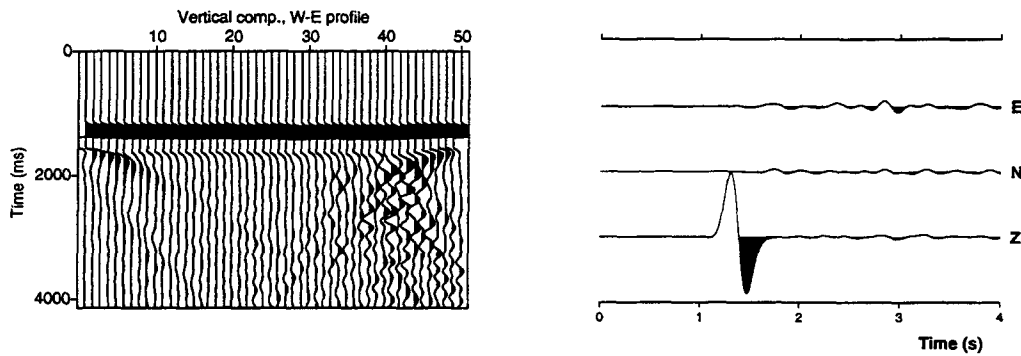 Vertical comp., W-E profile
10 20 30 40 50
0
2000
4000
Time (ms)
E
N
Z
0 1 2 3 4
Time (s)